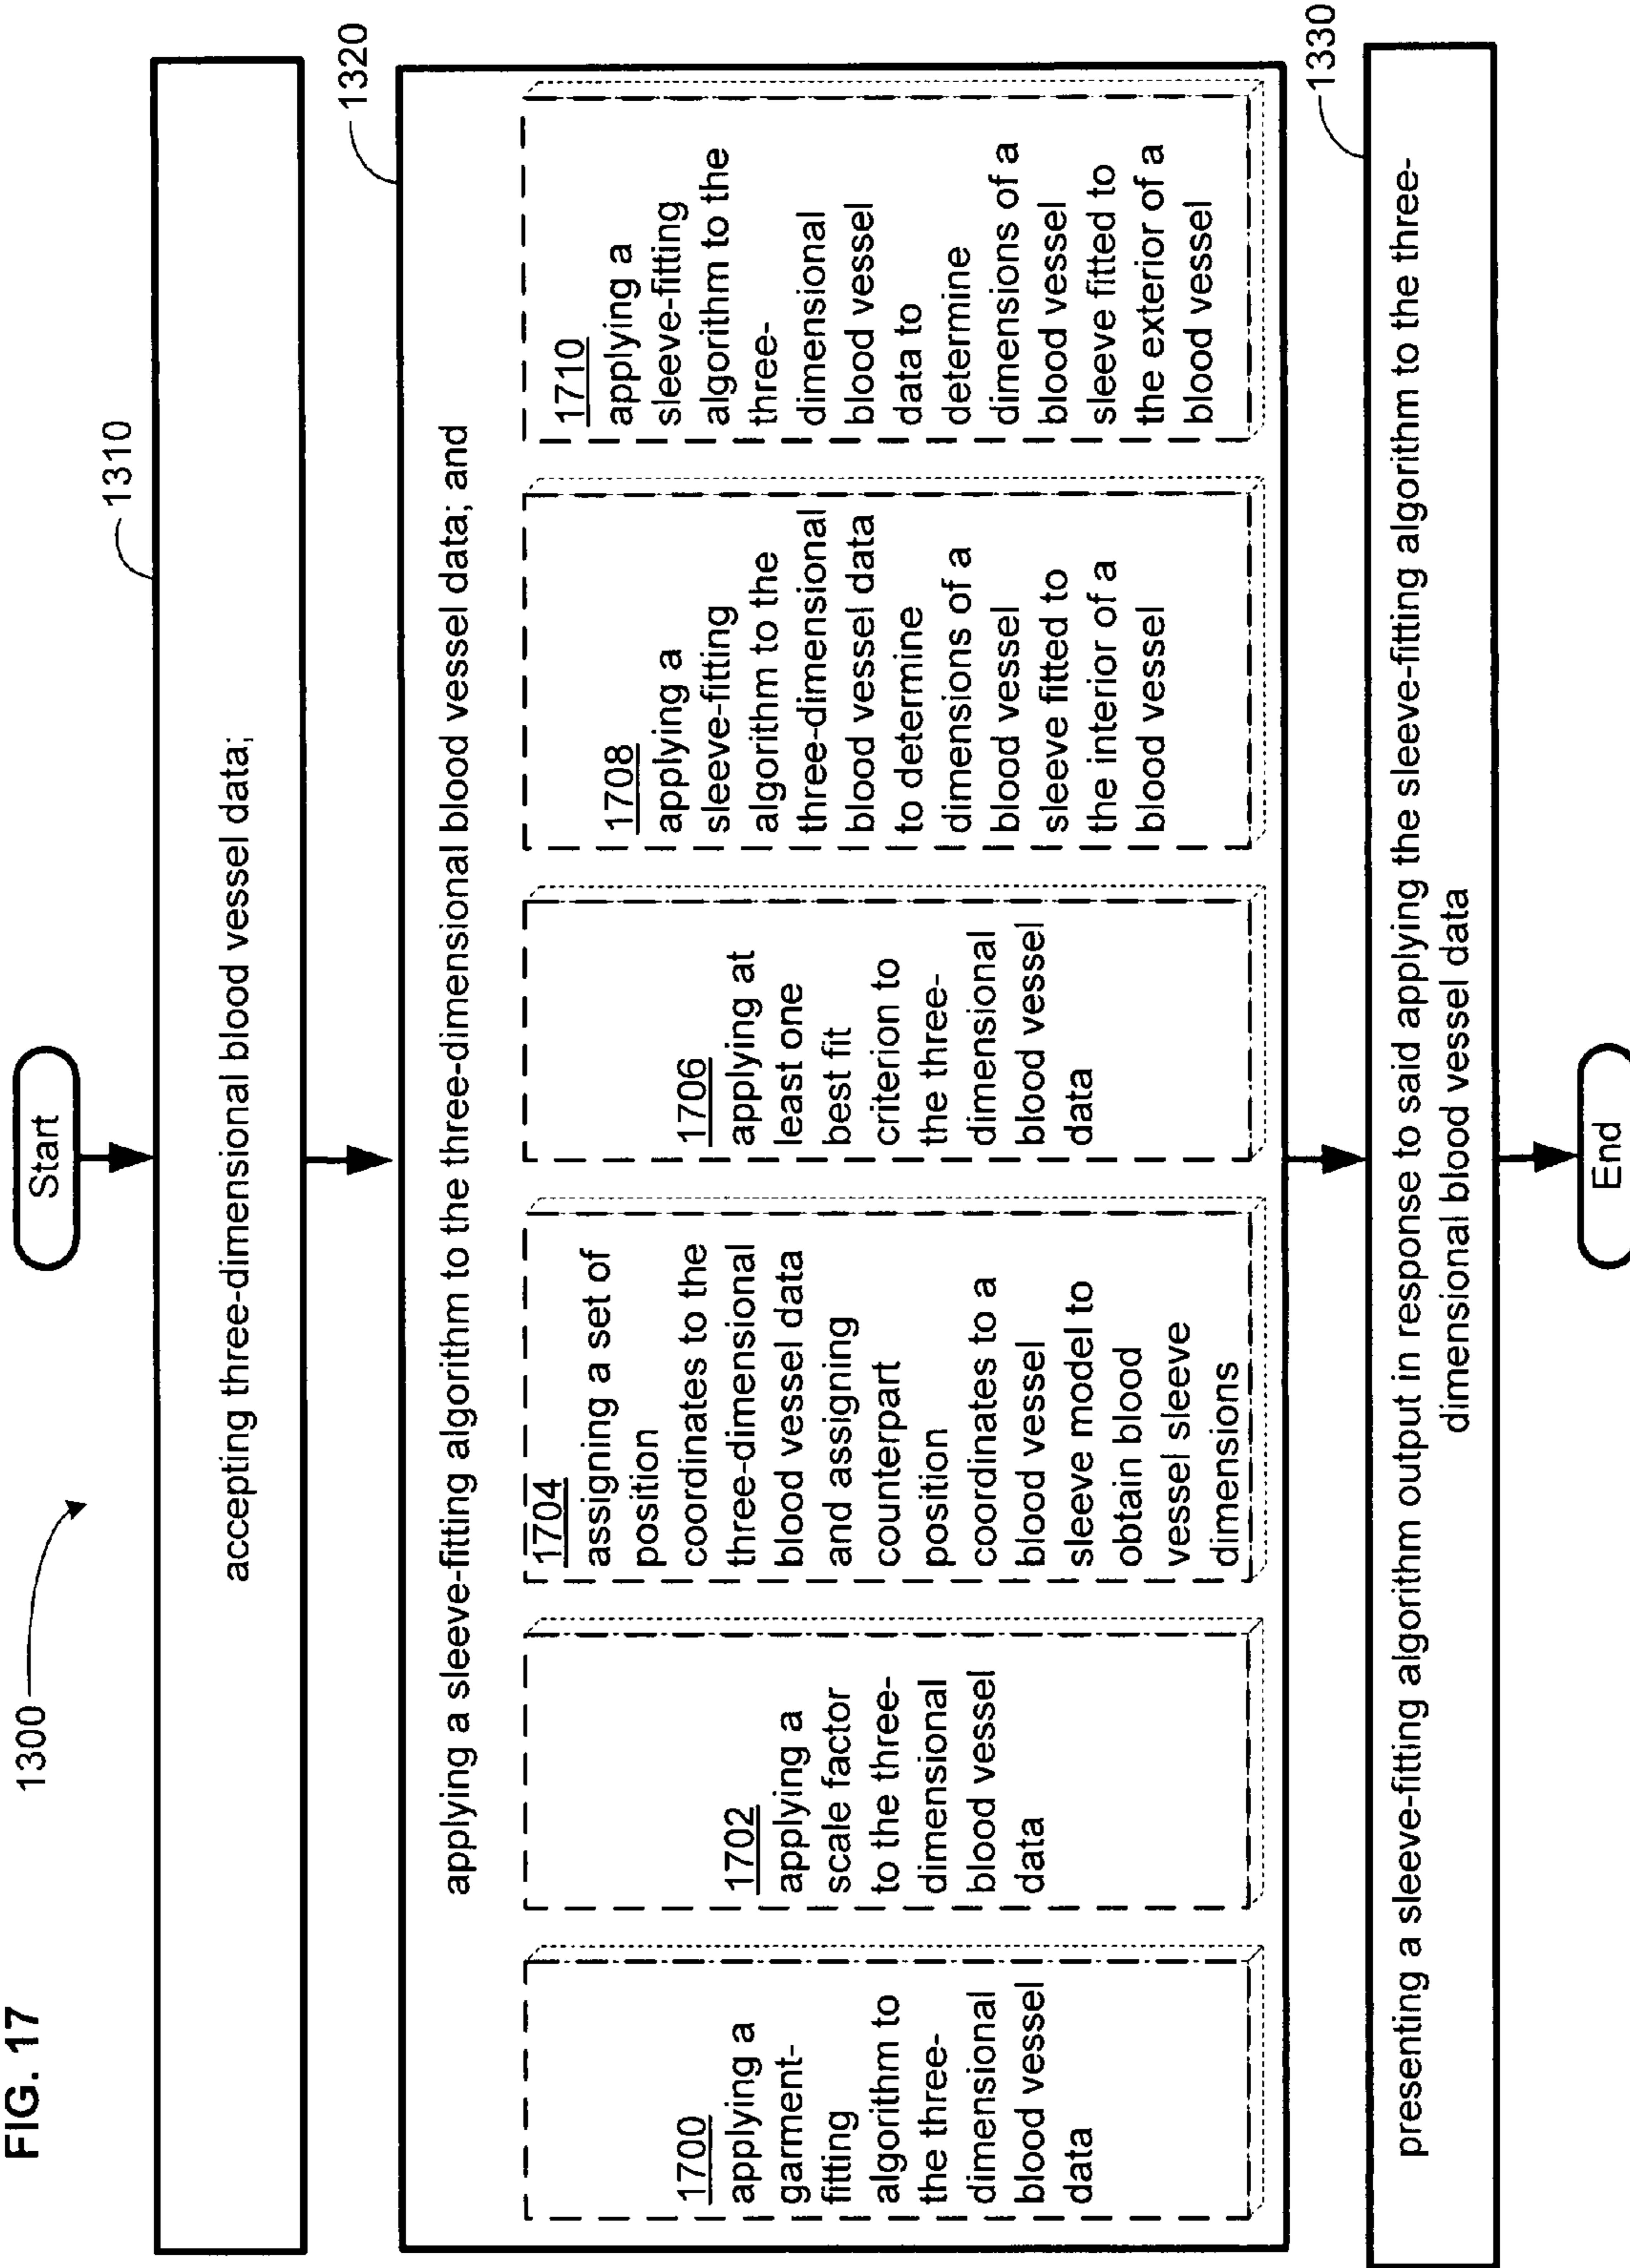 FIG. 17
1300
Start
1310
accepting three-dimensional blood vessel data;
1320
applying a sleeve-fitting algorithm to the three-dimensional blood vessel data; and
1700
applying a
garment-
fitting
algorithm to
the three-
dimensional
blood vessel
data
1702
applying a
scale factor
to the three-
dimensional
blood vessel
data
1704
assigning a set of
position
coordinates to the
three-dimensional
blood vessel data
and assigning
counterpart
position
coordinates to a
blood vessel
sleeve model to
obtain blood
vessel sleeve
dimensions
1706
applying at
least one
best fit
criterion to
the three-
dimensional
blood vessel
data
1708
applying a
sleeve-fitting
algorithm to the
three-dimensional
blood vessel data
to determine
dimensions of a
blood vessel
sleeve fitted to
the interior of a
blood vessel
1710
applying a
sleeve-fitting
algorithm to the
three-
dimensional
blood vessel
data to
determine
dimensions of a
blood vessel
sleeve fitted to
the exterior of a
blood vessel
1330
presenting a sleeve-fitting algorithm output in response to said applying the sleeve-fitting algorithm to the three-
dimensional blood vessel data
End